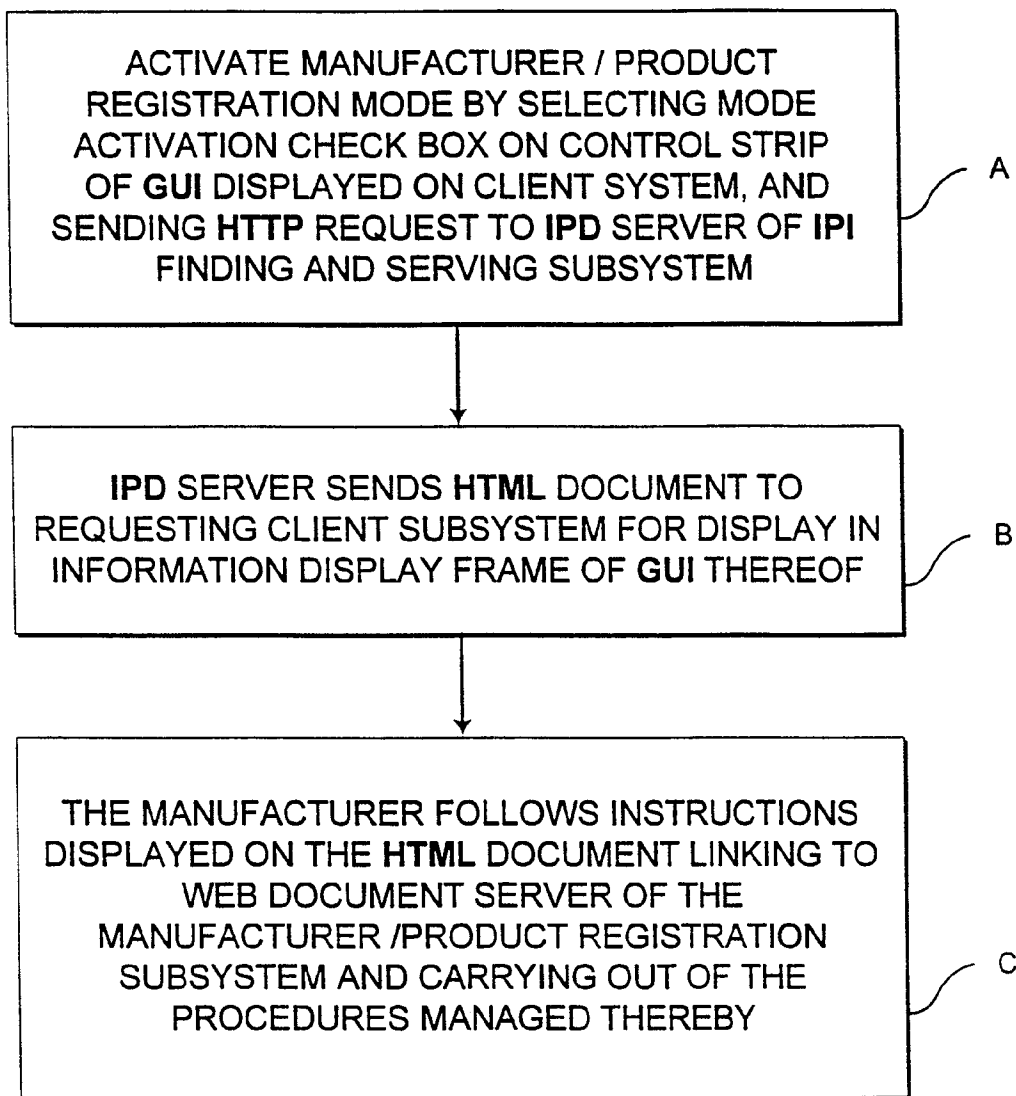 ACTIVATE MANUFACTURER / PRODUCT
REGISTRATION MODE BY SELECTING MODE
ACTIVATION CHECK BOX ON CONTROL STRIP
OF GUI DISPLAYED ON CLIENT SYSTEM, AND
SENDING HTTP REQUEST TO IPD SERVER OF IPI
FINDING AND SERVING SUBSYSTEM
A
IPD SERVER SENDS HTML DOCUMENT TO
REQUESTING CLIENT SUBSYSTEM FOR DISPLAY IN
INFORMATION DISPLAY FRAME OF GUI THEREOF
B
THE MANUFACTURER FOLLOWS INSTRUCTIONS
DISPLAYED ON THE HTML DOCUMENT LINKING TO
WEB DOCUMENT SERVER OF THE
MANUFACTURER /PRODUCT REGISTRATION
SUBSYSTEM AND CARRYING OUT OF THE
PROCEDURES MANAGED THEREBY
C